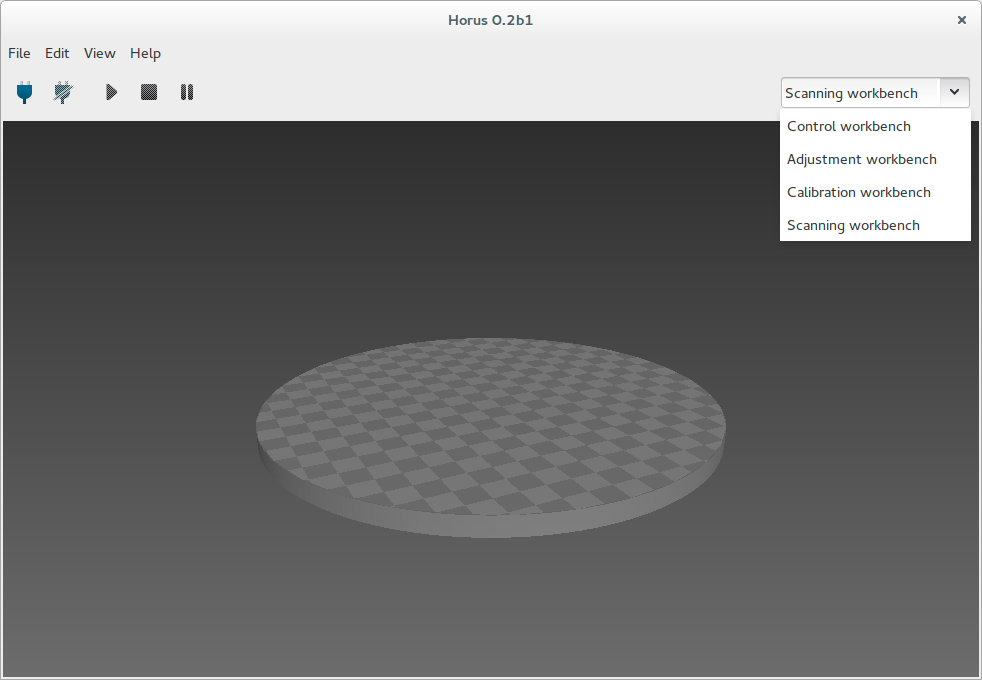 Horus 0.2b1
File Edit View Help
Scanning workbench
Control workbench
Adjustment workbench
Calibration workbench
Scanning workbench